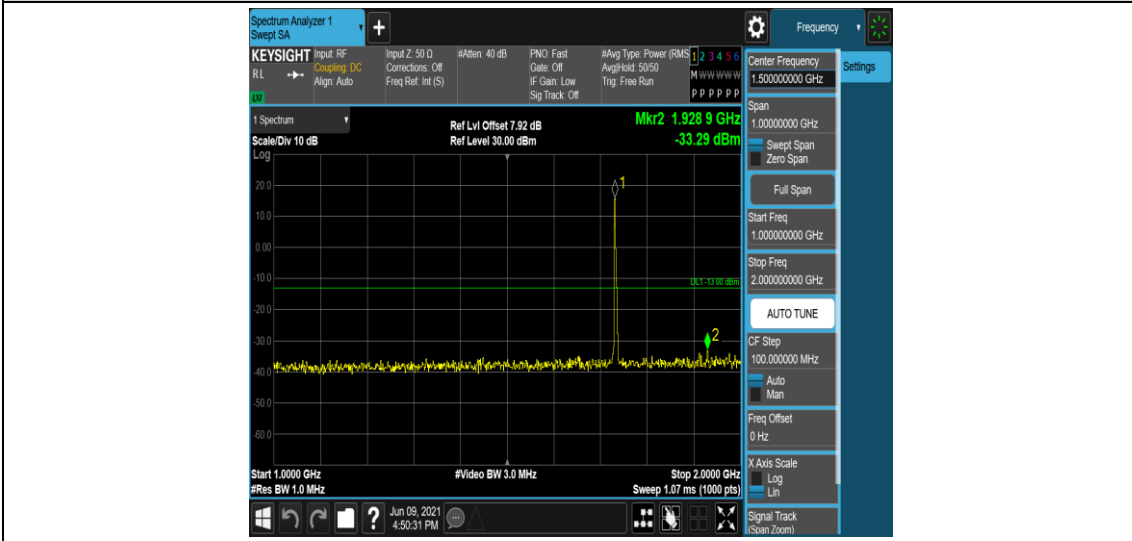 Spectrum Analyzer 1
Swept SA
+
Frequency
KEYSIGHT
RL
Input: RF
Coupling: DC
Align: Auto
Input Z: 50 Ω
Corrections: Off
Freq Ref: Int (S)
#Atten: 40 dB
PNO: Fast
Gate: Off
IF Gain: Low
Sig Track: Off
#Avg Type: Power (RMS
Avg|Hold: 50/50
Trig: Free Run
1 2 3 4 5 6
M W W W W W
P P P P P P
Settings
1 Spectrum
Scale/Div 10 dB
Ref Lvl Offset 7.92 dB
Ref Level 30.00 dBm
Mkr2 1.928 9 GHz
-33.29 dBm
Log
20.0
10.0
0.00
-10.0
-20.0
-30.0
-40.0
-50.0
-60.0
1
DL1 -13.00 dBm
2
Start 1.0000 GHz
#Res BW 1.0 MHz
#Video BW 3.0 MHz
Stop 2.0000 GHz
Sweep 1.07 ms (1000 pts)
Center Frequency
1.500000000 GHz
Span
1.00000000 GHz
Swept Span
Zero Span
Full Span
Start Freq
1.000000000 GHz
Stop Freq
2.000000000 GHz
AUTO TUNE
CF Step
100.000000 MHz
Auto
Man
Freq Offset
0 Hz
X Axis Scale
Log
Lin
Signal Track
(Span Zoom)
?
Jun 09, 2021
4:50:31 PM